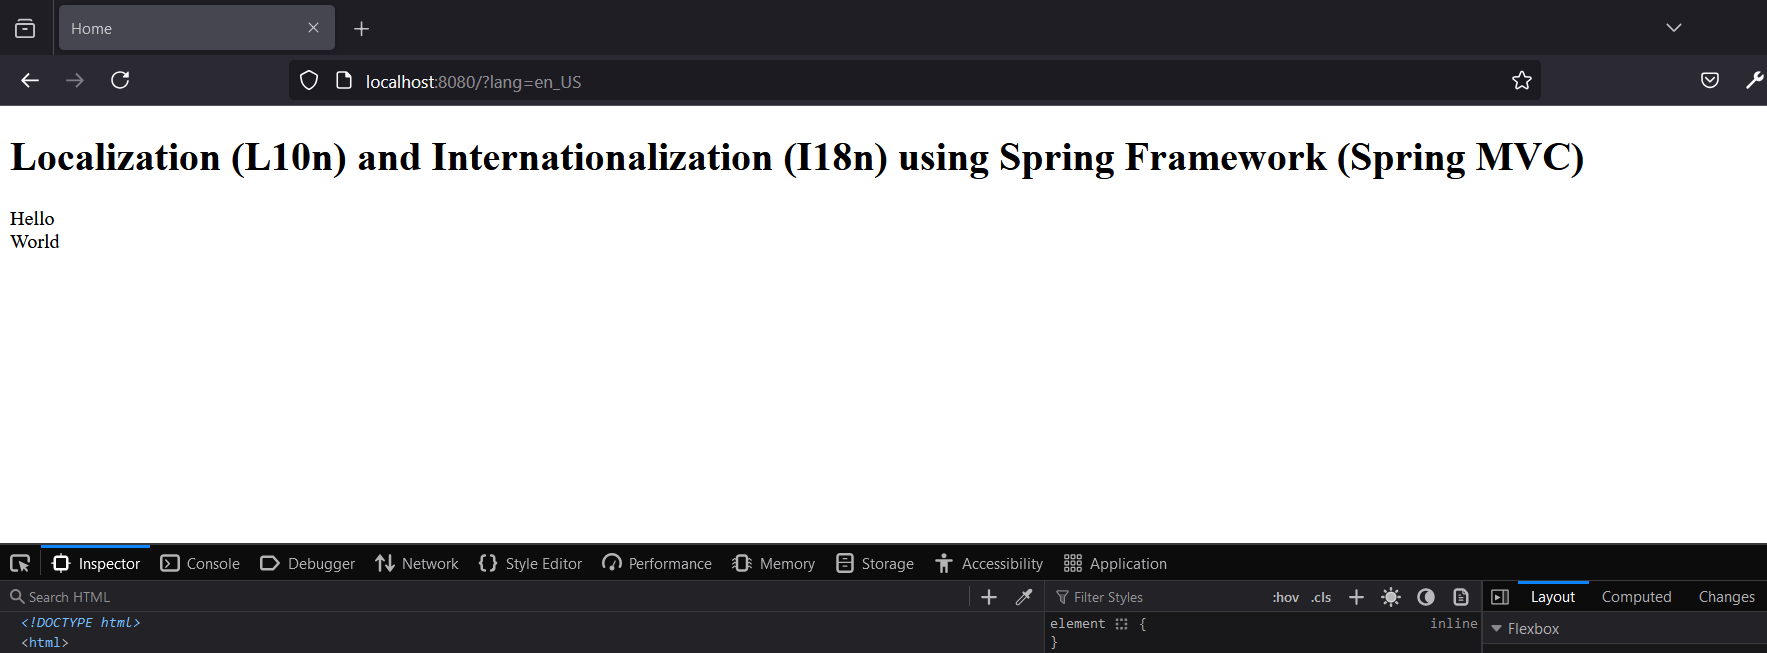 Home
localhost:8080/?lang=en_US
Localization (L10n) and Internationalization (I18n) using Spring Framework (Spring MVC)
Hello
World
Inspector Console Debugger Network Style Editor Performance Memory Storage Accessibility Application
Search HTML Filter Styles :hov .cls Layout Computed Changes
<!DOCTYPE html> element { inline Flexbox
<html> }